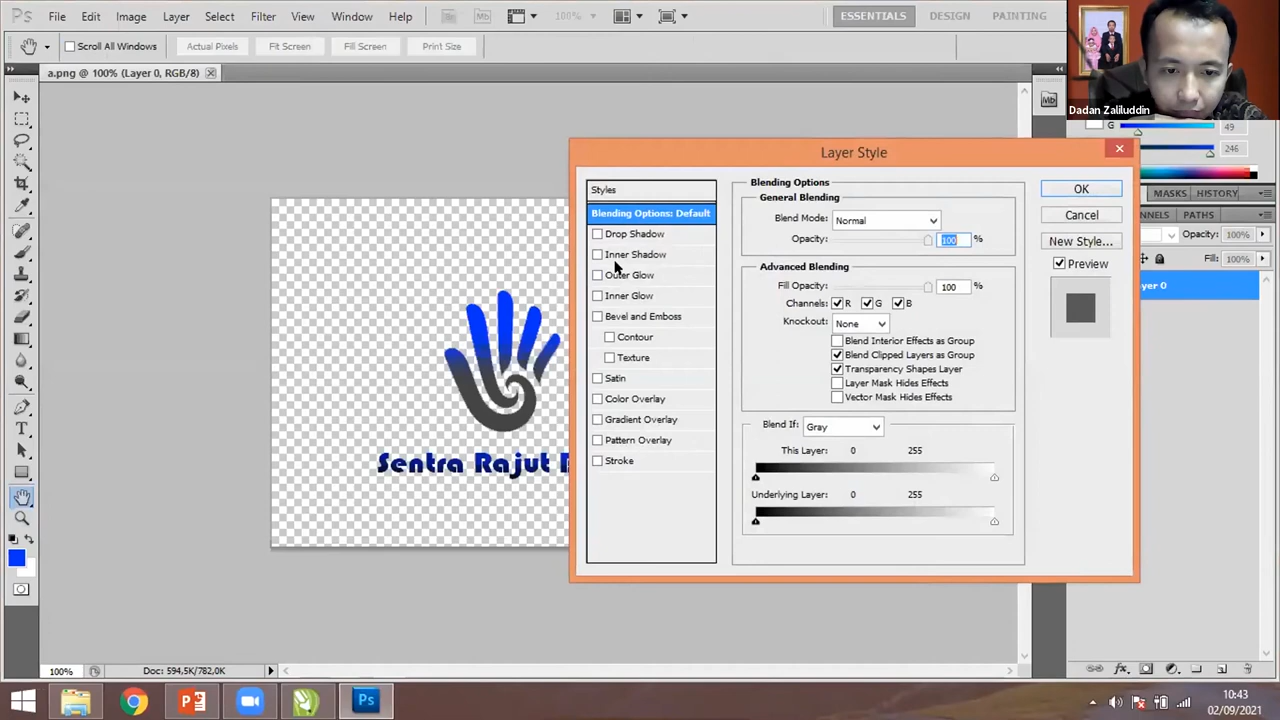 Ps File Edit Image Layer Select Filter View Window Help Mb 100% ESSENTIALS DESIGN PAINTING
Scroll All Windows Actual Pixels Fit Screen Fill Screen Print Size
a.png @ 100% (Layer 0, RGB/8)
Mb
Dadan Zaliluddin
G 49
246
MASKS HISTORY
NNELS PATHS
Opacity: 100%
Fill: 100%
yer 0
Layer Style
Styles
Blending Options: Default
Drop Shadow
Inner Shadow
Outer Glow
Inner Glow
Bevel and Emboss
Contour
Texture
Satin
Color Overlay
Gradient Overlay
Pattern Overlay
Stroke
Blending Options
General Blending
Blend Mode: Normal
Opacity: 100 %
Advanced Blending
Fill Opacity: 100 %
Channels: R G B
Knockout: None
Blend Interior Effects as Group
Blend Clipped Layers as Group
Transparency Shapes Layer
Layer Mask Hides Effects
Vector Mask Hides Effects
Blend If: Gray
This Layer: 0 255
Underlying Layer: 0 255
OK
Cancel
New Style...
Preview
Sentra Rajut
T
100% Doc: 594,5K/782,0K
fx
Ps
10:43
02/09/2021